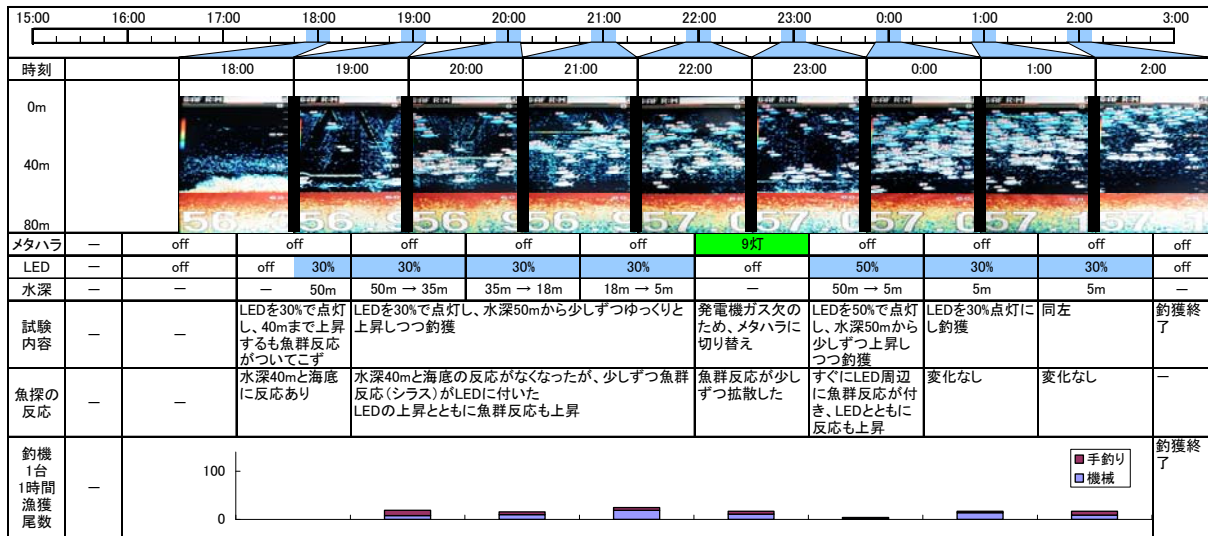 15:00 16:00 17:00 18:00 19:00 20:00 21:00 22:00 23:00 0:00 1:00 2:00 3:00
時刻 18:00 19:00 20:00 21:00 22:00 23:00 0:00 1:00 2:00
0m
40m
80m
56 56 9 56 9 56 9 57 0 57 0 57 0 57 57
メタハラ － off off off off off 9灯 off off off off
LED － off off 30% 30% 30% 30% off 50% 30% 30% off
水深 － － － 50m 50m → 35m 35m → 18m 18m → 5m － 50m → 5m 5m 5m －
試験
内容
－
－
LEDを30%で点灯
し、40mまで上昇
するも魚群反応
がついてこず
LEDを30%で点灯し、水深50mから少しずつゆっくりと
上昇しつつ釣獲
発電機ガス欠の
ため、メタハラに
切り替え
LEDを50%で点灯
し、水深50mから
少しずつ上昇し
つつ釣獲
LEDを30%点灯に
し釣獲
同左
釣獲終
了
魚探の
反応
－
－
水深40mと海底
に反応あり
水深40mと海底の反応がなくなったが、少しずつ魚群
反応（シラス）がLEDに付いた
LEDの上昇とともに魚群反応も上昇
魚群反応が少し
ずつ拡散した
すぐにLED周辺
に魚群反応が付
き、LEDとともに
反応も上昇
変化なし
変化なし
－
釣機
1台
1時間
漁獲
尾数
－
100
0
手釣り
機械
釣獲終
了